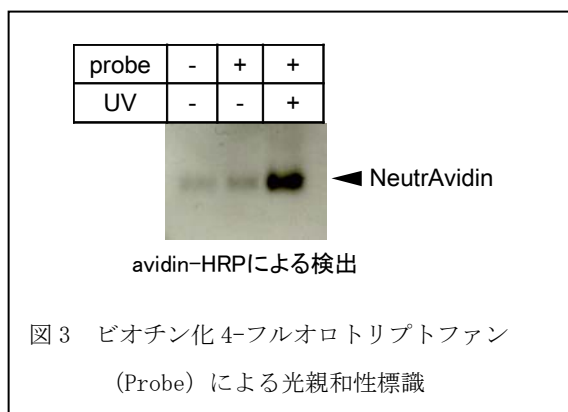 probe - + +
UV - - +
NeutrAvidin
avidin-HRPによる検出
図 3 ビオチン化 4-フルオロトリプトファン
(Probe) による光親和性標識